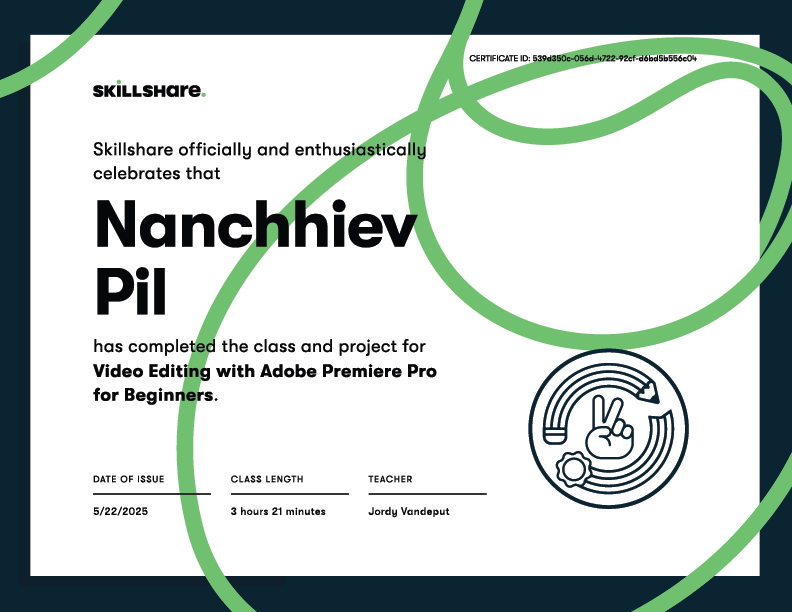 CERTIFICATE ID: 539d350c-056d-4722-92cf-d6bd5b556c04
SKiLLSHare.
Skillshare officially and enthusiastically
celebrates that
Nanchhiev
Pil
has completed the class and project for
Video Editing with Adobe Premiere Pro
for Beginners.
DATE OF ISSUE CLASS LENGTH TEACHER
5/22/2025 3 hours 21 minutes Jordy Vandeput